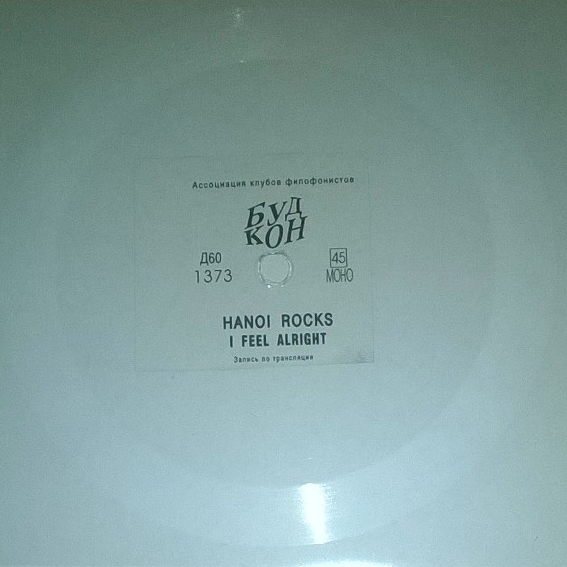 Ассоциация клубов филофонистов
БУД
КОН
Д60
1373
45
МОНО
HANOI ROCKS
I FEEL ALRIGHT
Запись по трансляции